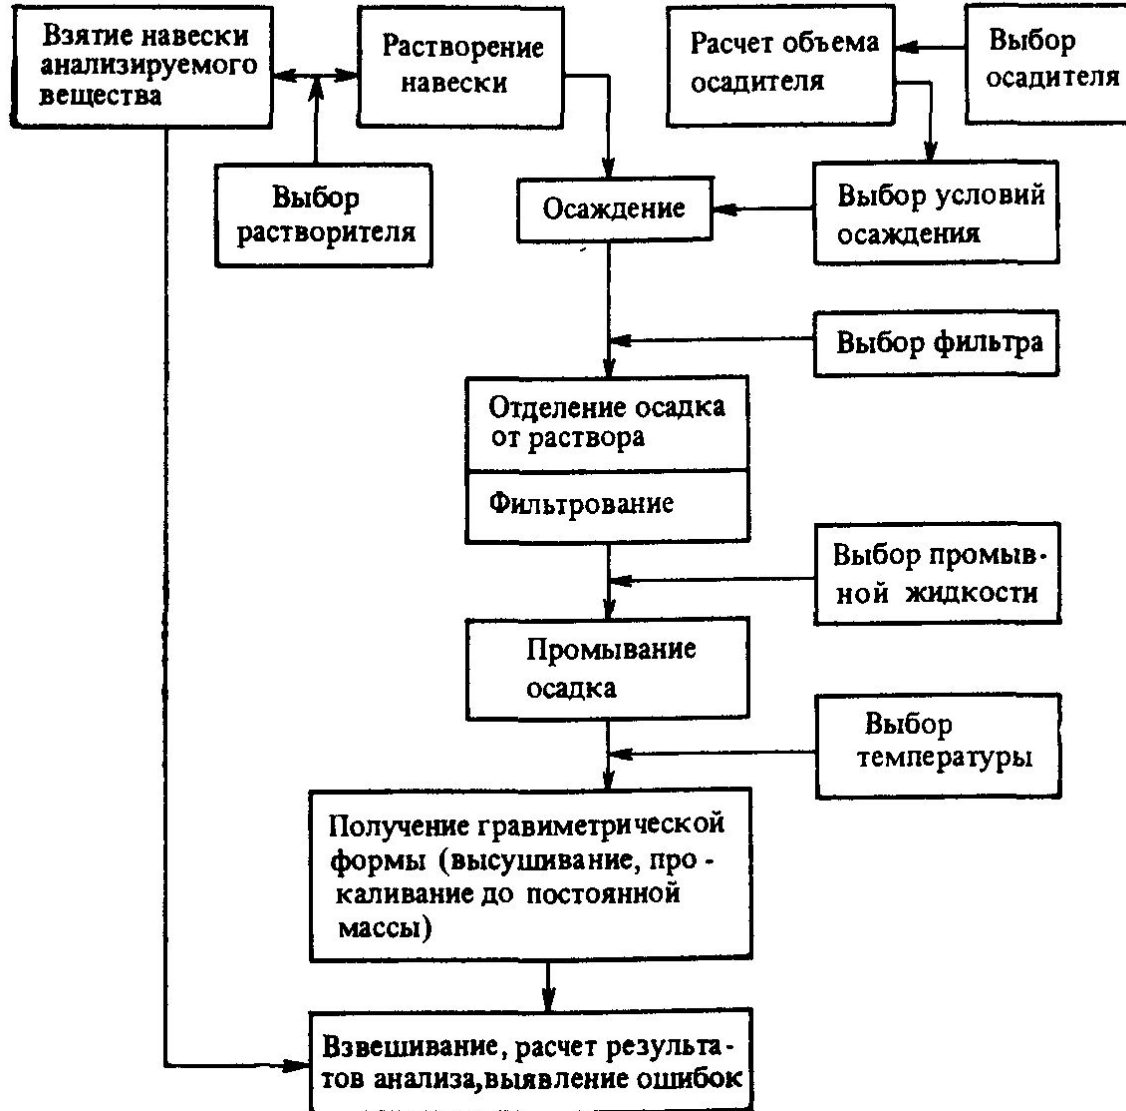 Взятие навески
анализируемого
вещества
Растворение
навески
Расчет объема
осадителя
Выбор
осадителя
Выбор
растворителя
Осаждение
Выбор условий
осаждения
Выбор фильтра
Отделение осадка
от раствора
Фильтрование
Выбор промыв-
ной жидкости
Промывание
осадка
Выбор
температуры
Получение гравиметрической
формы (высушивание, про-
каливание до постоянной
массы)
Взвешивание, расчет результа-
тов анализа,выявление ошибок